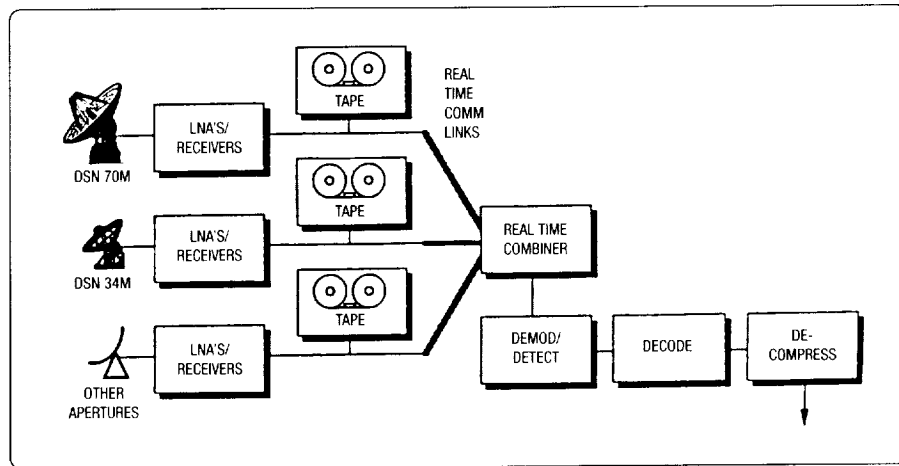 TAPE
REAL
TIME
COMM
LINKS
LNA'S/
RECEIVERS
DSN 70M
TAPE
LNA'S/
RECEIVERS
DSN 34M
REAL TIME
COMBINER
TAPE
LNA'S/
RECEIVERS
OTHER
APERTURES
DEMOD/
DETECT
DECODE
DE-
COMPRESS